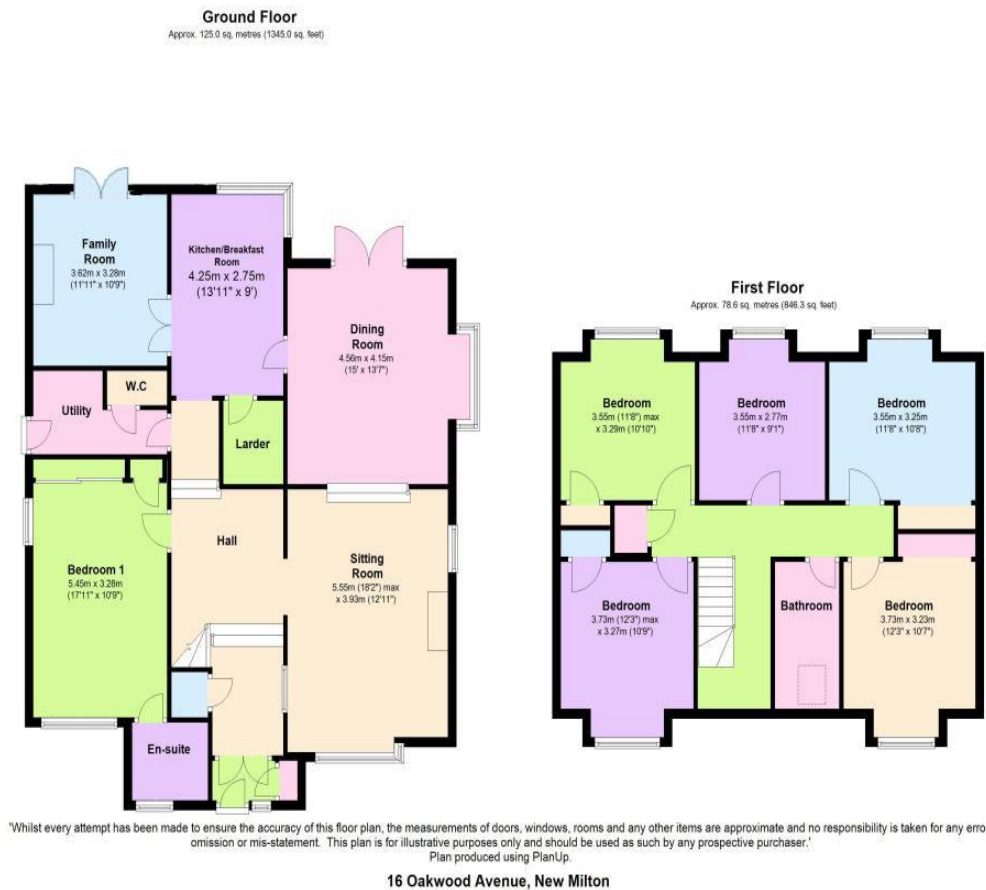 Ground Floor
Approx. 125.0 sq. metres (1345.0 sq. feet)
Family
Room
3.62m x 3.28m
(11'11" x 10'9")
Kitchen/Breakfast
Room
4.25m x 2.75m
(13'11" x 9')
Dining
Room
4.56m x 4.15m
(15' x 13'7")
W.C
Utility
Larder
Hall
Bedroom 1
5.45m x 3.28m
(17'11" x 10'9")
Sitting
Room
5.55m (18'2") max
x 3.93m (12'11")
En-suite
First Floor
Approx. 78.6 sq. metres (846.3 sq. feet)
Bedroom
3.55m (11'8") max
x 3.29m (10'10")
Bedroom
3.55m x 2.77m
(11'8" x 9'1")
Bedroom
3.55m x 3.25m
(11'8" x 10'8")
Bedroom
3.73m (12'3") max
x 3.27m (10'9")
Bathroom
Bedroom
3.73m x 3.23m
(12'3" x 10'7")
'Whilst every attempt has been made to ensure the accuracy of this floor plan, the measurements of doors, windows, rooms and any other items are approximate and no responsibility is taken for any erro
omission or mis-statement. This plan is for illustrative purposes only and should be used as such by any prospective purchaser.'
Plan produced using PlanUp.
16 Oakwood Avenue, New Milton